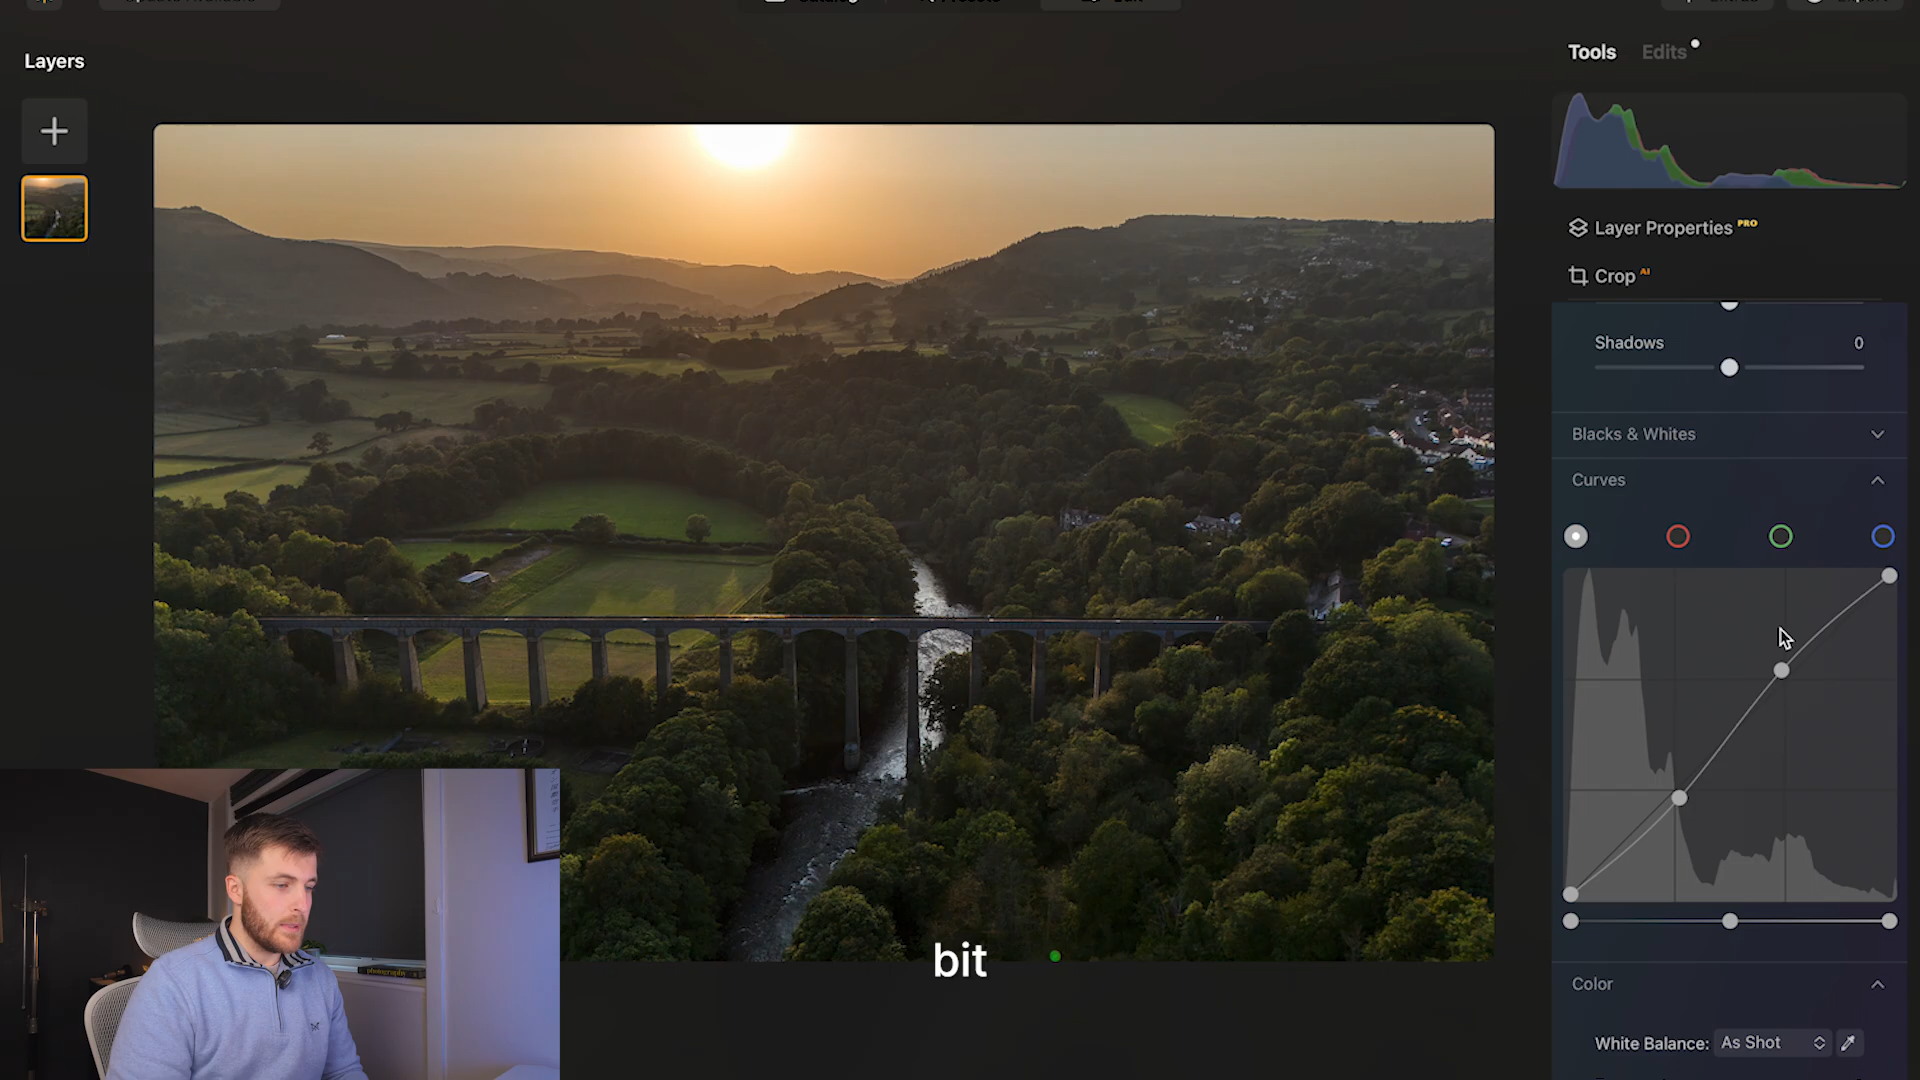 Layers
Tools
Edits
Layer Properties PRO
Crop AI
Shadows
0
Blacks & Whites
Curves
Color
White Balance: As Shot
photography
bit